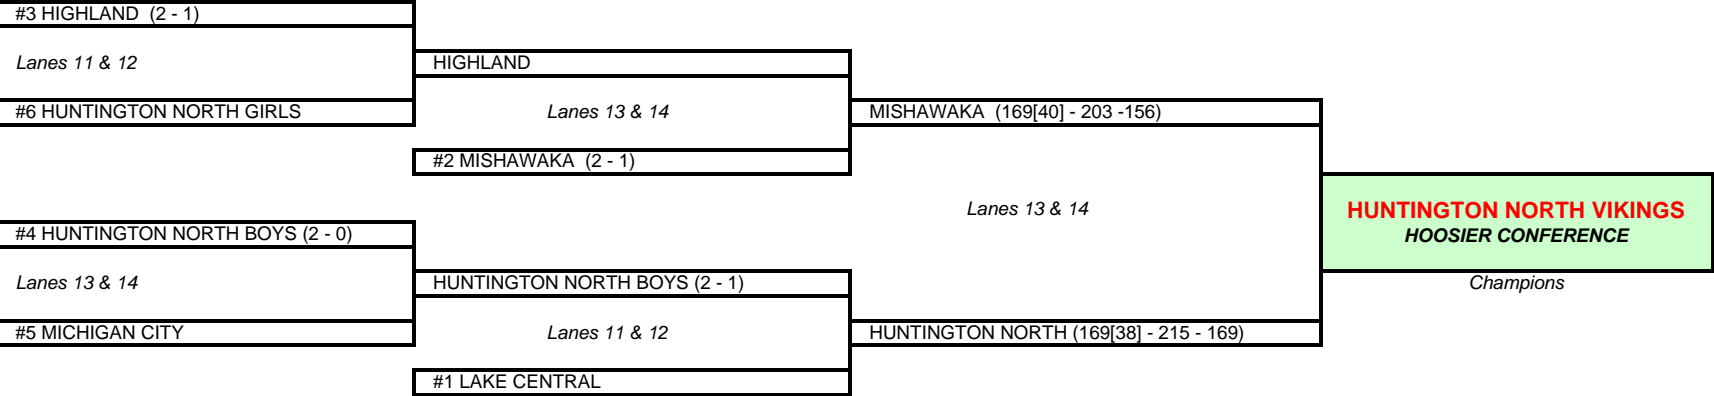 #3 HIGHLAND  (2 - 1)
Lanes 11 & 12
HIGHLAND
#6 HUNTINGTON NORTH GIRLS
Lanes 13 & 14
MISHAWAKA  (169[40] - 203 -156)
#2 MISHAWAKA  (2 - 1)
Lanes 13 & 14
HUNTINGTON NORTH VIKINGS
HOOSIER CONFERENCE
Champions
#4 HUNTINGTON NORTH BOYS (2 - 0)
Lanes 13 & 14
HUNTINGTON NORTH BOYS (2 - 1)
#5 MICHIGAN CITY
Lanes 11 & 12
HUNTINGTON NORTH (169[38] - 215 - 169)
#1 LAKE CENTRAL